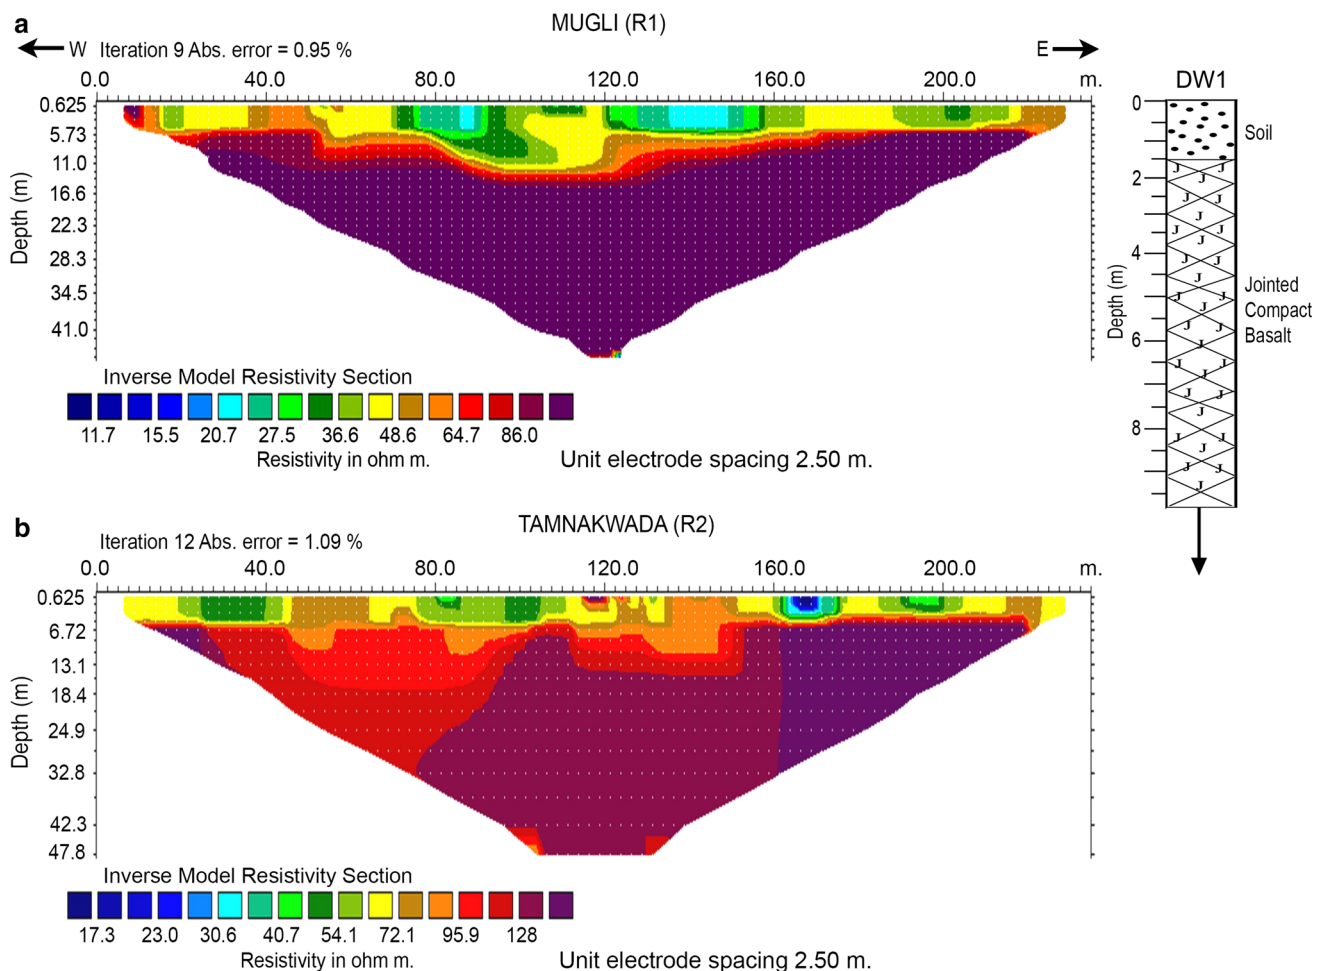 a
MUGLI (R1)
W Iteration 9 Abs. error = 0.95 %
E
0.0 40.0 80.0 120.0 160.0 200.0 m.
Depth (m)
0.625
5.73
11.0
16.6
22.3
28.3
34.5
41.0
Inverse Model Resistivity Section
11.7 15.5 20.7 27.5 36.6 48.6 64.7 86.0
Resistivity in ohm m.
Unit electrode spacing 2.50 m.
DW1
Depth (m)
0
2
4
6
8
Soil
Jointed
Compact
Basalt
J J J J J J J J J J J J J J J J J J J J J J J J J J J J
b
TAMNAKWADA (R2)
Iteration 12 Abs. error = 1.09 %
0.0 40.0 80.0 120.0 160.0 200.0 m.
Depth (m)
0.625
6.72
13.1
18.4
24.9
32.8
42.3
47.8
Inverse Model Resistivity Section
17.3 23.0 30.6 40.7 54.1 72.1 95.9 128
Resistivity in ohm m.
Unit electrode spacing 2.50 m.